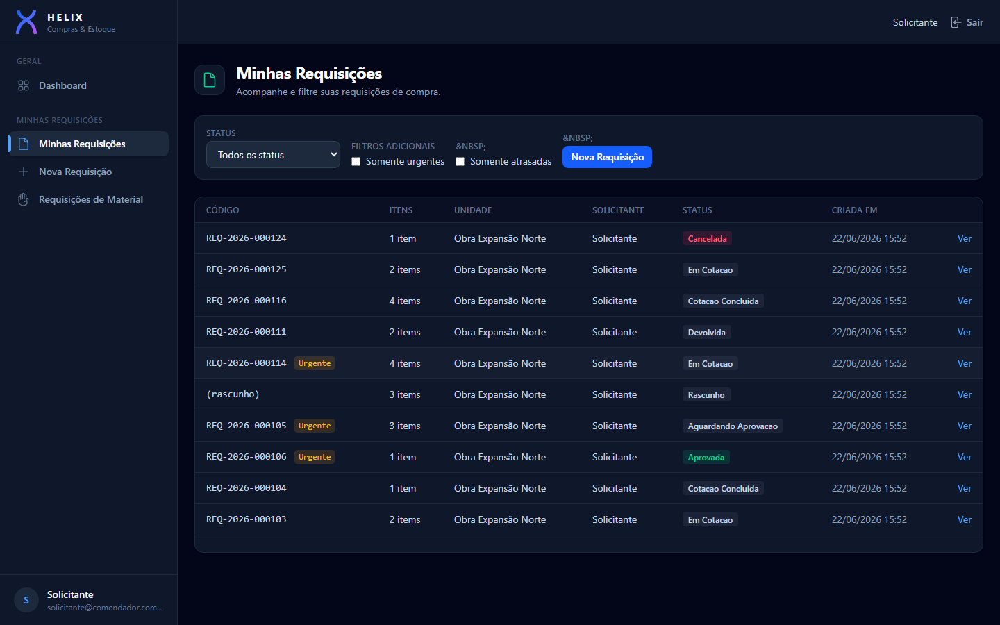 HELIX
Compras & Estoque
Solicitante
Sair
GERAL
Dashboard
MINHAS REQUISIÇÕES
Minhas Requisições
Nova Requisição
Requisições de Material
Minhas Requisições
Acompanhe e filtre suas requisições de compra.
STATUS
Todos os status
FILTROS ADICIONAIS
Somente urgentes
&NBSP;
Somente atrasadas
&NBSP;
Nova Requisição
CÓDIGO ITENS UNIDADE SOLICITANTE STATUS CRIADA EM
REQ-2026-000124 1 item Obra Expansão Norte Solicitante Cancelada 22/06/2026 15:52 Ver
REQ-2026-000125 2 items Obra Expansão Norte Solicitante Em Cotacao 22/06/2026 15:52 Ver
REQ-2026-000116 4 items Obra Expansão Norte Solicitante Cotacao Concluida 22/06/2026 15:52 Ver
REQ-2026-000111 2 items Obra Expansão Norte Solicitante Devolvida 22/06/2026 15:52 Ver
REQ-2026-000114 Urgente 4 items Obra Expansão Norte Solicitante Em Cotacao 22/06/2026 15:52 Ver
(rascunho) 3 items Obra Expansão Norte Solicitante Rascunho 22/06/2026 15:52 Ver
REQ-2026-000105 Urgente 3 items Obra Expansão Norte Solicitante Aguardando Aprovacao 22/06/2026 15:52 Ver
REQ-2026-000106 Urgente 1 item Obra Expansão Norte Solicitante Aprovada 22/06/2026 15:52 Ver
REQ-2026-000104 1 item Obra Expansão Norte Solicitante Cotacao Concluida 22/06/2026 15:52 Ver
REQ-2026-000103 2 items Obra Expansão Norte Solicitante Em Cotacao 22/06/2026 15:52 Ver
S
Solicitante
solicitante@comendador.com...